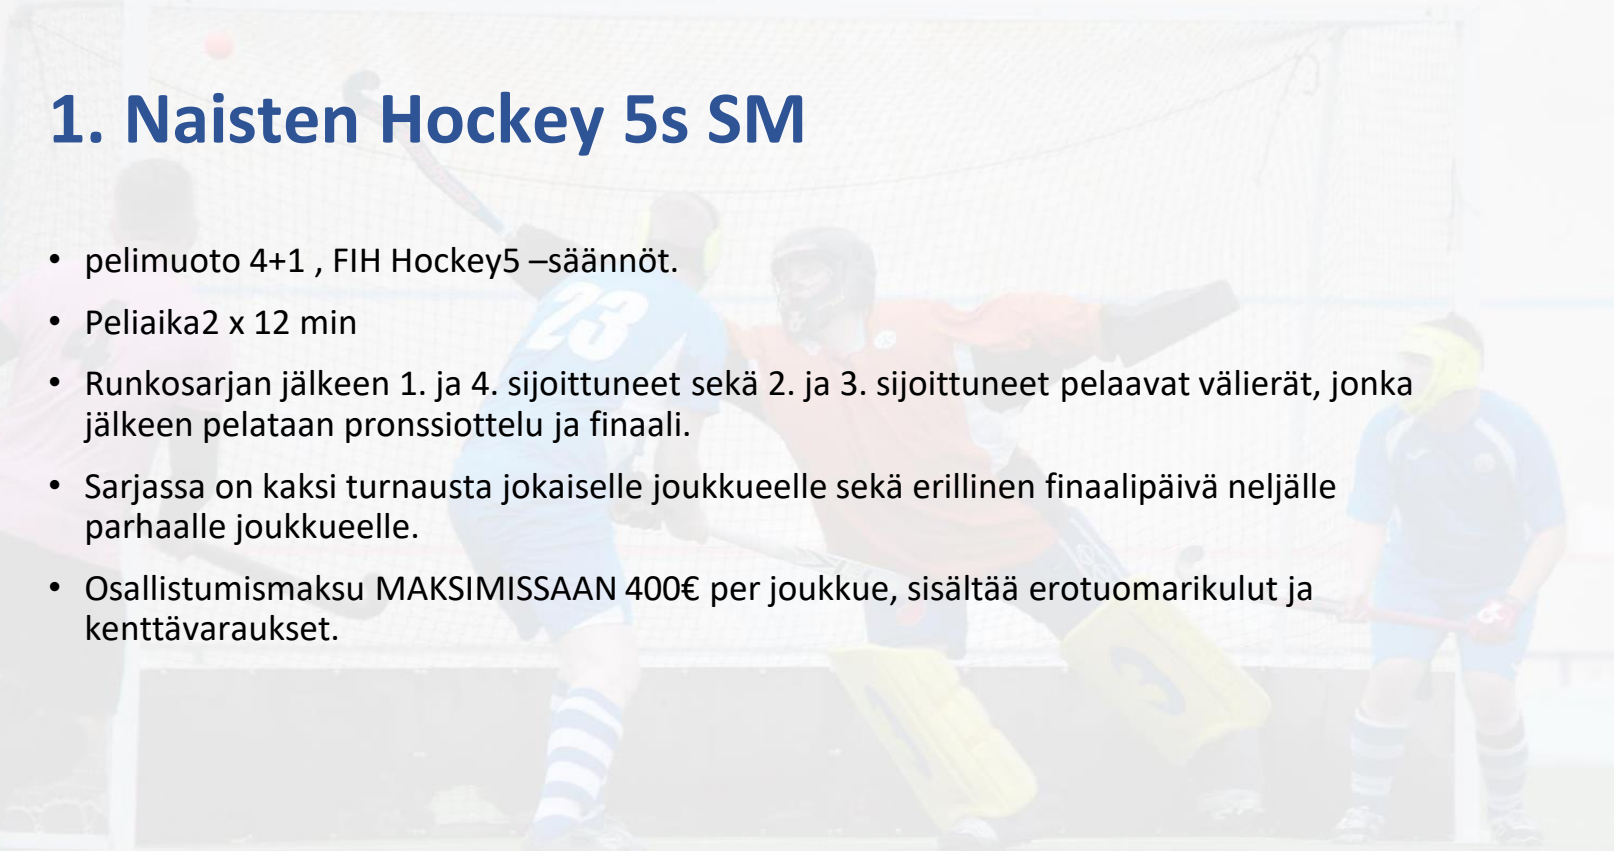 1. Naisten Hockey 5s SM
• pelimuoto 4+1 , FIH Hockey5 –säännöt.
• Peliaika2 x 12 min
• Runkosarjan jälkeen 1. ja 4. sijoittuneet sekä 2. ja 3. sijoittuneet pelaavat välierät, jonka
jälkeen pelataan pronssiottelu ja finaali.
• Sarjassa on kaksi turnausta jokaiselle joukkueelle sekä erillinen finaalipäivä neljälle
parhaalle joukkueelle.
• Osallistumismaksu MAKSIMISSAAN 400€ per joukkue, sisältää erotuomarikulut ja
kenttävaraukset.
23